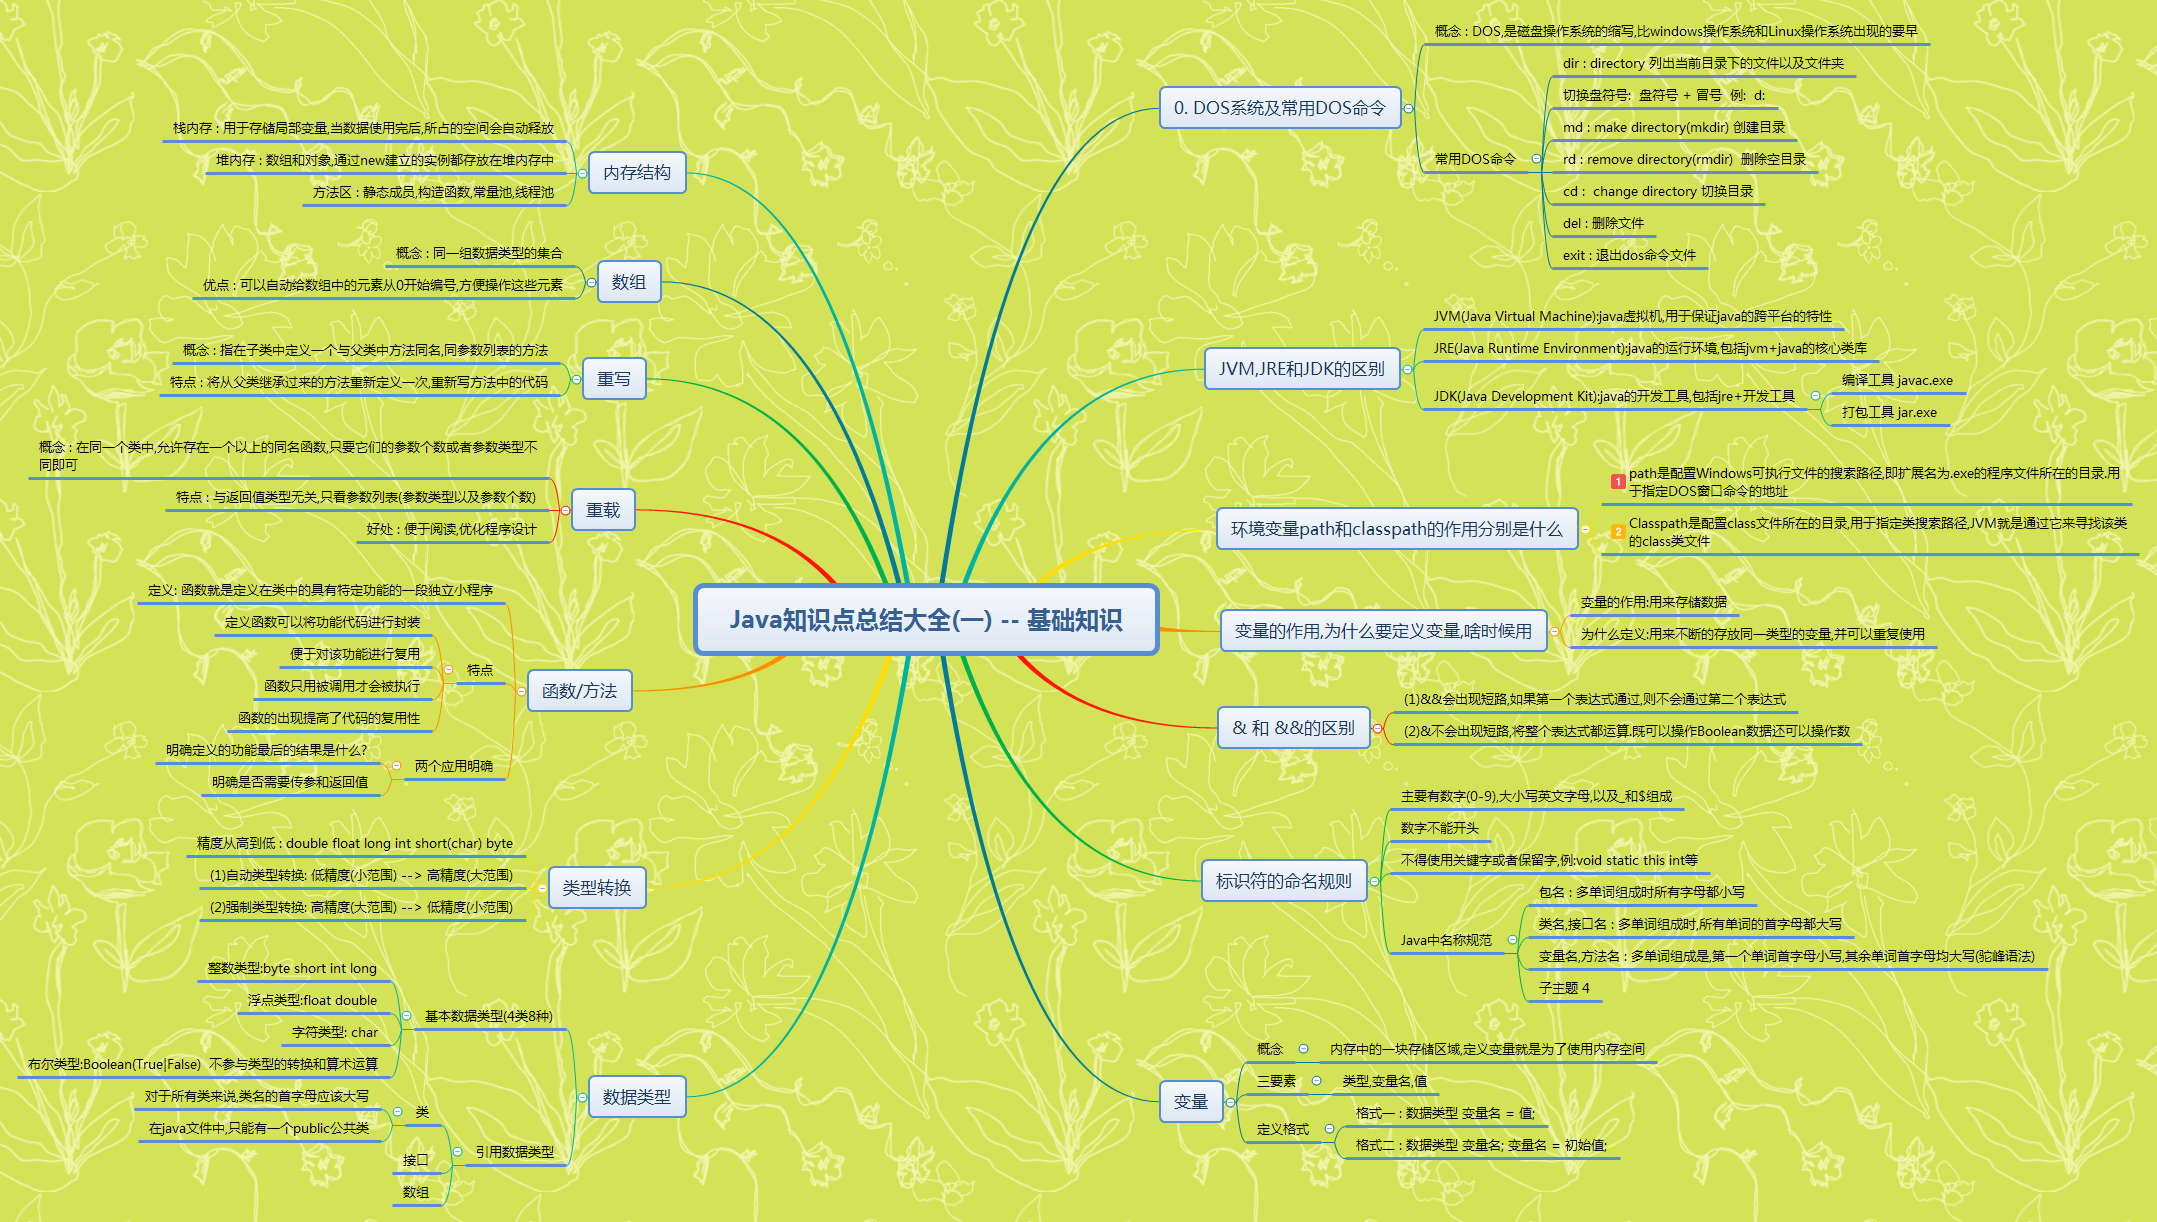 Java知识点总结大全(一) -- 基础知识
0. DOS系统及常用DOS命令
概念 : DOS,是磁盘操作系统的缩写,比windows操作系统和Linux操作系统出现的要早
常用DOS命令
dir : directory 列出当前目录下的文件以及文件夹
切换盘符号:  盘符号 + 冒号  例:  d:
md : make directory(mkdir) 创建目录
rd : remove directory(rmdir)  删除空目录
cd :  change directory 切换目录
del : 删除文件
exit : 退出dos命令文件
JVM,JRE和JDK的区别
JVM(Java Virtual Machine):java虚拟机,用于保证java的跨平台的特性
JRE(Java Runtime Environment):java的运行环境,包括jvm+java的核心类库
JDK(Java Development Kit):java的开发工具,包括jre+开发工具
编译工具 javac.exe
打包工具 jar.exe
环境变量path和classpath的作用分别是什么
1 path是配置Windows可执行文件的搜索路径,即扩展名为.exe的程序文件所在的目录.用
于指定DOS窗口命令的地址
2 Classpath是配置class文件所在的目录,用于指定类搜索路径,JVM就是通过它来寻找该类
的class类文件
变量的作用,为什么要定义变量,啥时候用
变量的作用:用来存储数据
为什么定义:用来不断的存放同一类型的变量,并可以重复使用
& 和 &&的区别
(1)&&会出现短路,如果第一个表达式通过,则不会通过第二个表达式
(2)&不会出现短路,将整个表达式都运算.既可以操作Boolean数据还可以操作数
标识符的命名规则
主要有数字(0-9),大小写英文字母,以及_和$组成
数字不能开头
不得使用关键字或者保留字,例:void static this int等
Java中名称规范
包名 : 多单词组成时所有字母都小写
类名,接口名 : 多单词组成时,所有单词的首字母都大写
变量名,方法名 : 多单词组成是,第一个单词首字母小写,其余单词首字母均大写(驼峰语法)
子主题 4
变量
概念
内存中的一块存储区域,定义变量就是为了使用内存空间
三要素
类型,变量名,值
定义格式
格式一 : 数据类型 变量名 = 值;
格式二 : 数据类型 变量名; 变量名 = 初始值;
内存结构
栈内存 : 用于存储局部变量,当数据使用完后,所占的空间会自动释放
堆内存 : 数组和对象,通过new建立的实例都存放在堆内存中
方法区 : 静态成员,构造函数,常量池,线程池
数组
概念 : 同一组数据类型的集合
优点 : 可以自动给数组中的元素从0开始编号,方便操作这些元素
重写
概念 : 指在子类中定义一个与父类中方法同名,同参数列表的方法
特点 : 将从父类继承过来的方法重新定义一次,重新写方法中的代码
重载
概念 : 在同一个类中,允许存在一个以上的同名函数,只要它们的参数个数或者参数类型不
同即可
特点 : 与返回值类型无关,只看参数列表(参数类型以及参数个数)
好处 : 便于阅读,优化程序设计
函数/方法
定义: 函数就是定义在类中的具有特定功能的一段独立小程序
特点
定义函数可以将功能代码进行封装
便于对该功能进行复用
函数只用被调用才会被执行
函数的出现提高了代码的复用性
两个应用明确
明确定义的功能最后的结果是什么?
明确是否需要传参和返回值
类型转换
精度从高到低 : double float long int short(char) byte
(1)自动类型转换: 低精度(小范围) --> 高精度(大范围)
(2)强制类型转换: 高精度(大范围) --> 低精度(小范围)
数据类型
基本数据类型(4类8种)
整数类型:byte short int long
浮点类型:float double
字符类型: char
布尔类型:Boolean(True|False)  不参与类型的转换和算术运算
引用数据类型
类
对于所有类来说,类名的首字母应该大写
在java文件中,只能有一个public公共类
接口
数组